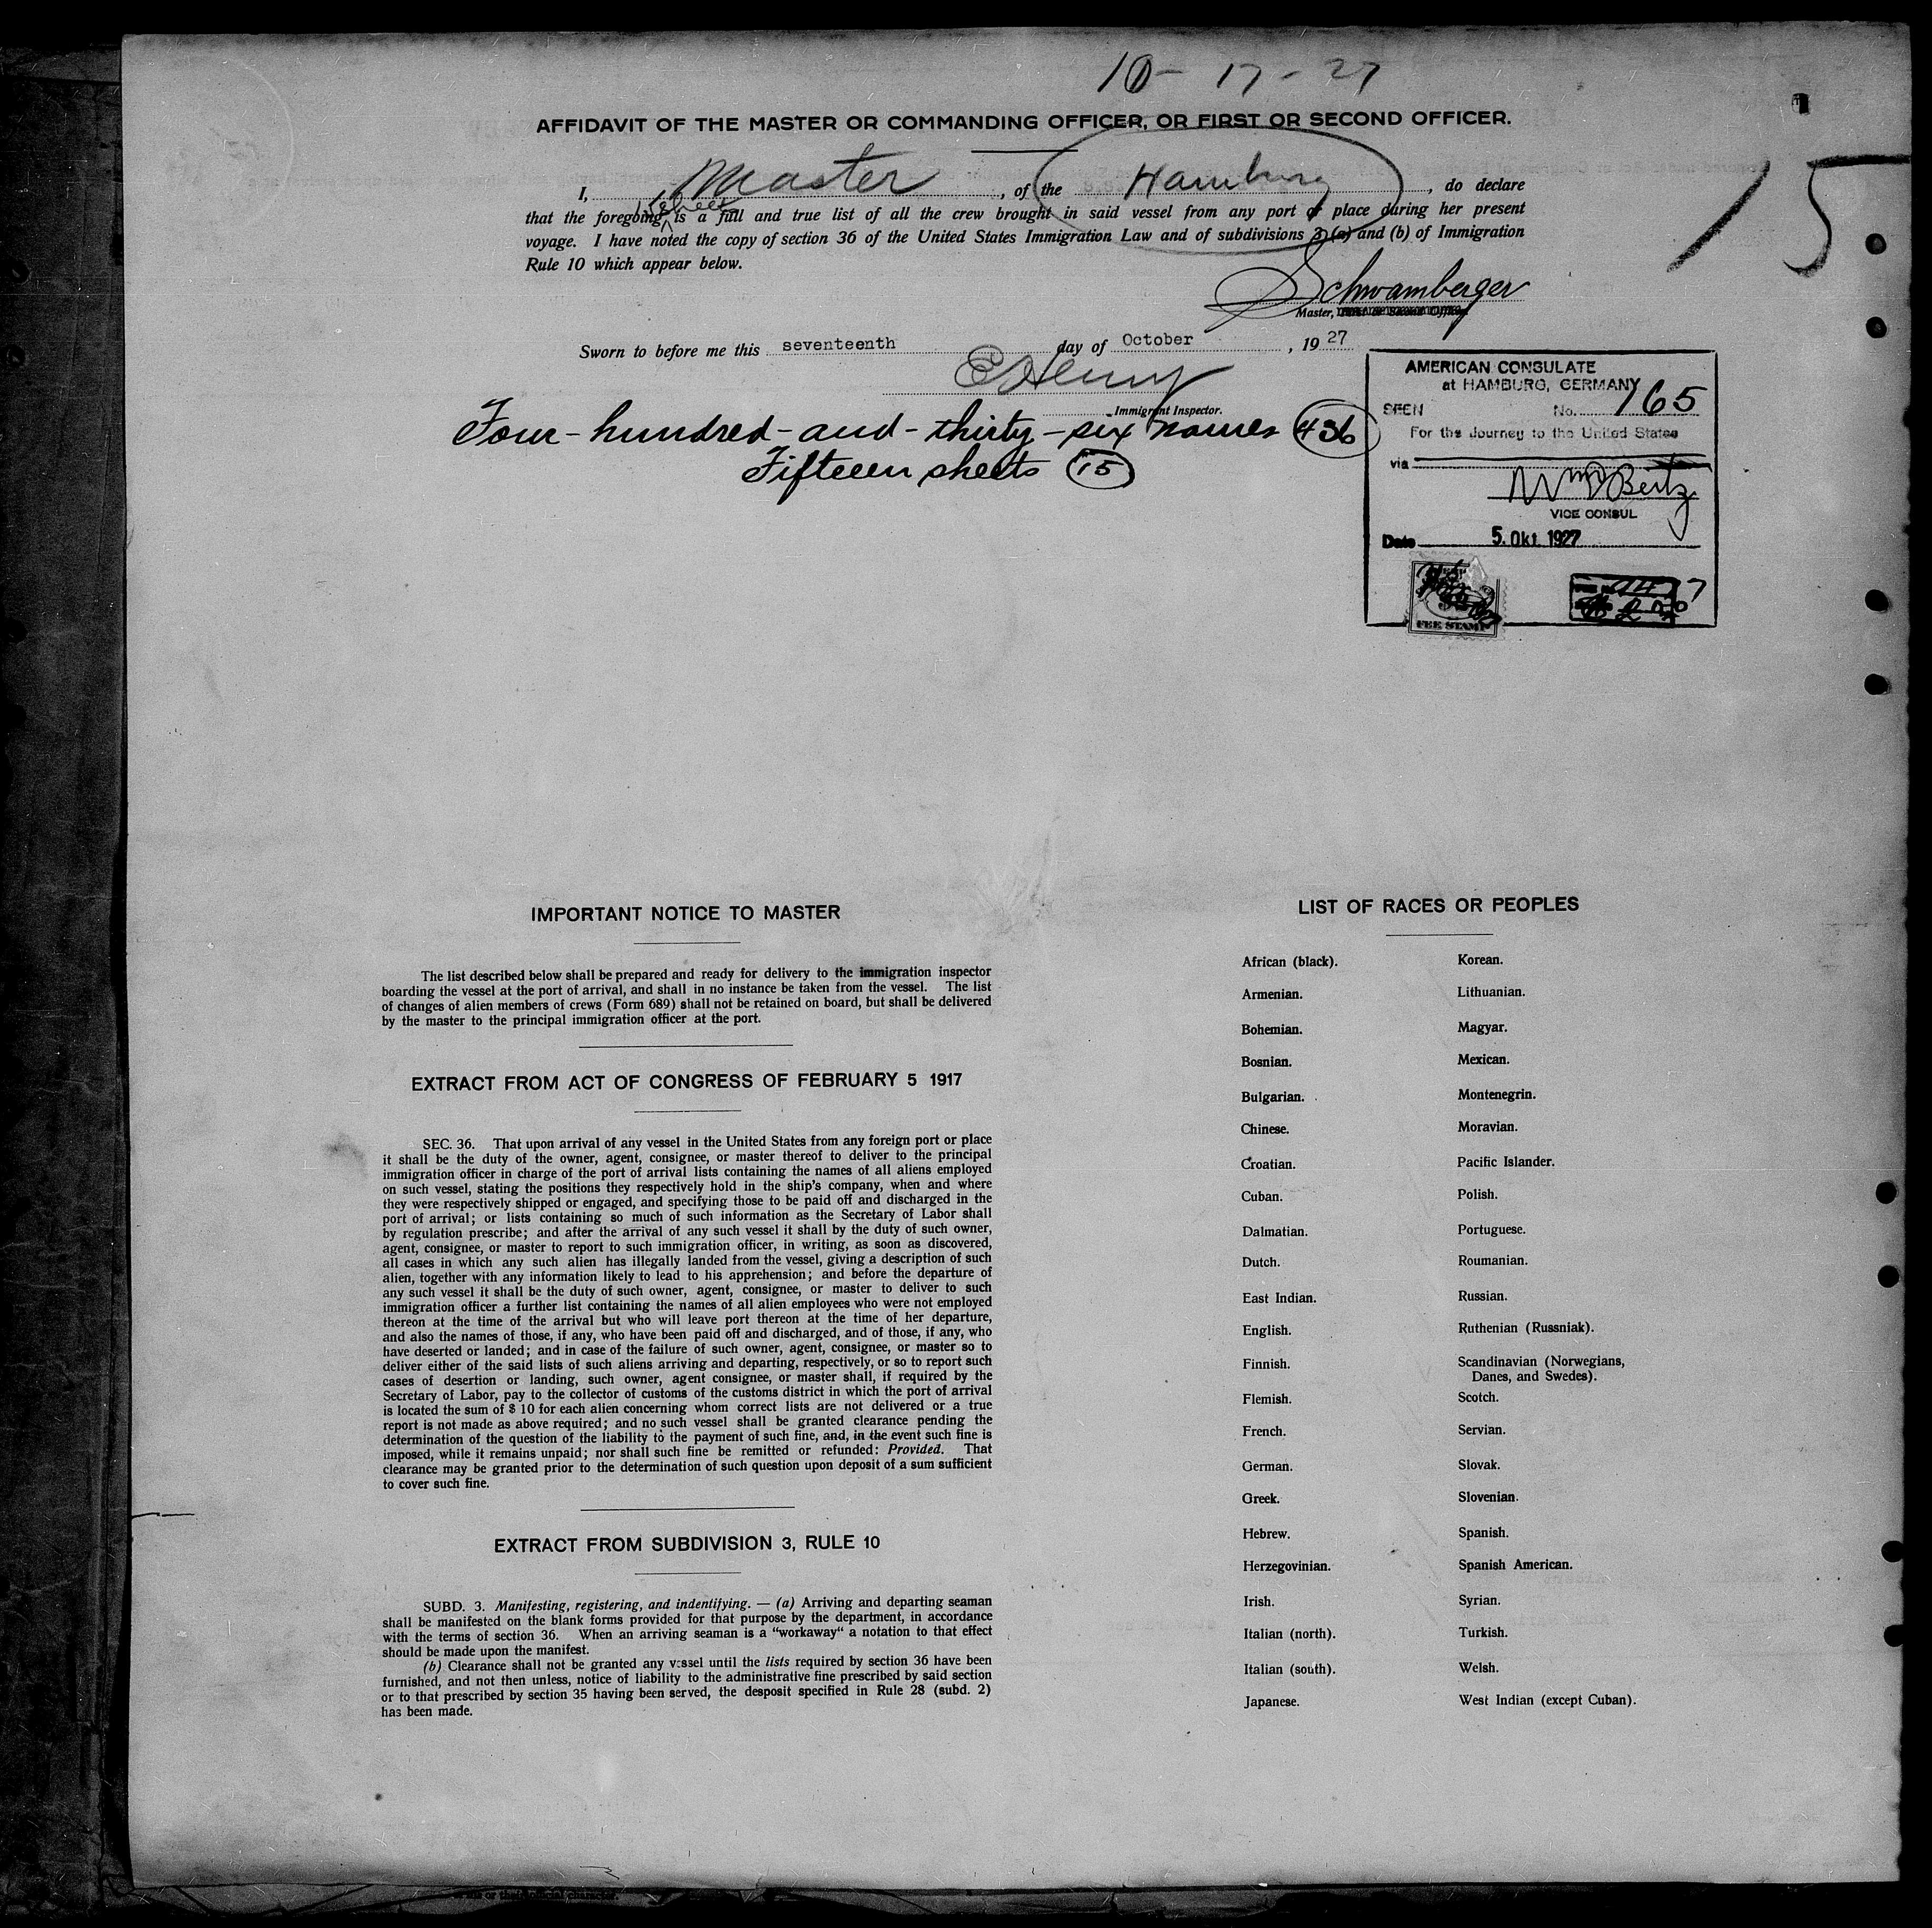 10 - 17 - 27
AFFIDAVIT OF THE MASTER OR COMMANDING OFFICER, OR FIRST OR SECOND OFFICER.
15
I, Master, of the Hamburg, do declare
15 sheets
that the foregoing is a full and true list of all the crew brought in said vessel from any port or place during her present
voyage. I have noted the copy of section 36 of the United States Immigration Law and of subdivisions 3 (a) and (b) of Immigration
Rule 10 which appear below.
Schwamberger
Master, First or Second Officer.
Sworn to before me this seventeenth day of October, 19 27
E Henry
Immigrant Inspector.
Four-hundred-and-thirty-six names 436
Fifteen sheets 15
AMERICAN CONSULATE
at HAMBURG, GERMANY
SEEN No. 165
For the Journey to the United States
via
Bertz
VICE CONSUL
Date 5. Okt. 1927
FEE STAMP
IMPORTANT NOTICE TO MASTER
The list described below shall be prepared and ready for delivery to the immigration inspector
boarding the vessel at the port of arrival, and shall in no instance be taken from the vessel. The list
of changes of alien members of crews (Form 689) shall not be retained on board, but shall be delivered
by the master to the principal immigration officer at the port.
EXTRACT FROM ACT OF CONGRESS OF FEBRUARY 5 1917
SEC. 36. That upon arrival of any vessel in the United States from any foreign port or place
it shall be the duty of the owner, agent, consignee, or master thereof to deliver to the principal
immigration officer in charge of the port of arrival lists containing the names of all aliens employed
on such vessel, stating the positions they respectively hold in the ship's company, when and where
they were respectively shipped or engaged, and specifying those to be paid off and discharged in the
port of arrival; or lists containing so much of such information as the Secretary of Labor shall
by regulation prescribe; and after the arrival of any such vessel it shall by the duty of such owner,
agent, consignee, or master to report to such immigration officer, in writing, as soon as discovered,
all cases in which any such alien has illegally landed from the vessel, giving a description of such
alien, together with any information likely to lead to his apprehension; and before the departure of
any such vessel it shall be the duty of such owner, agent, consignee, or master to deliver to such
immigration officer a further list containing the names of all alien employees who were not employed
thereon at the time of the arrival but who will leave port thereon at the time of her departure,
and also the names of those, if any, who have been paid off and discharged, and of those, if any, who
have deserted or landed; and in case of the failure of such owner, agent, consignee, or master so to
deliver either of the said lists of such aliens arriving and departing, respectively, or so to report such
cases of desertion or landing, such owner, agent consignee, or master shall, if required by the
Secretary of Labor, pay to the collector of customs of the customs district in which the port of arrival
is located the sum of $ 10 for each alien concerning whom correct lists are not delivered or a true
report is not made as above required; and no such vessel shall be granted clearance pending the
determination of the question of the liability to the payment of such fine, and, in the event such fine is
imposed, while it remains unpaid; nor shall such fine be remitted or refunded: Provided. That
clearance may be granted prior to the determination of such question upon deposit of a sum sufficient
to cover such fine.
EXTRACT FROM SUBDIVISION 3, RULE 10
SUBD. 3. Manifesting, registering, and indentifying. — (a) Arriving and departing seaman
shall be manifested on the blank forms provided for that purpose by the department, in accordance
with the terms of section 36. When an arriving seaman is a "workaway" a notation to that effect
should be made upon the manifest.
(b) Clearance shall not be granted any vessel until the lists required by section 36 have been
furnished, and not then unless, notice of liability to the administrative fine prescribed by said section
or to that prescribed by section 35 having been served, the desposit specified in Rule 28 (subd. 2)
has been made.
LIST OF RACES OR PEOPLES
African (black).
Armenian.
Bohemian.
Bosnian.
Bulgarian.
Chinese.
Croatian.
Cuban.
Dalmatian.
Dutch.
East Indian.
English.
Finnish.
Flemish.
French.
German.
Greek.
Hebrew.
Herzegovinian.
Irish.
Italian (north).
Italian (south).
Japanese.
Korean.
Lithuanian.
Magyar.
Mexican.
Montenegrin.
Moravian.
Pacific Islander.
Polish.
Portuguese.
Roumanian.
Russian.
Ruthenian (Russniak).
Scandinavian (Norwegians,
Danes, and Swedes).
Scotch.
Servian.
Slovak.
Slovenian.
Spanish.
Spanish American.
Syrian.
Turkish.
Welsh.
West Indian (except Cuban).